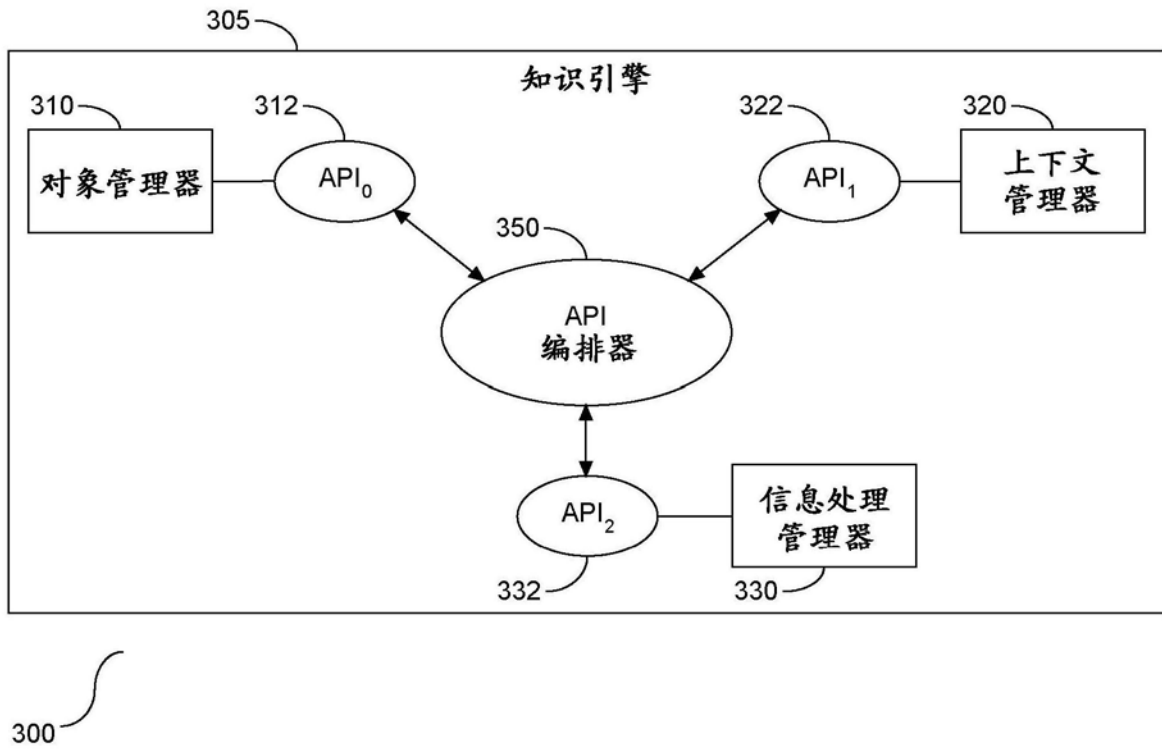 305
知识引擎
310
312
322
320
对象管理器
API₀
API₁
上下文
管理器
350
API
编排器
API₂
信息处理
管理器
332
330
300